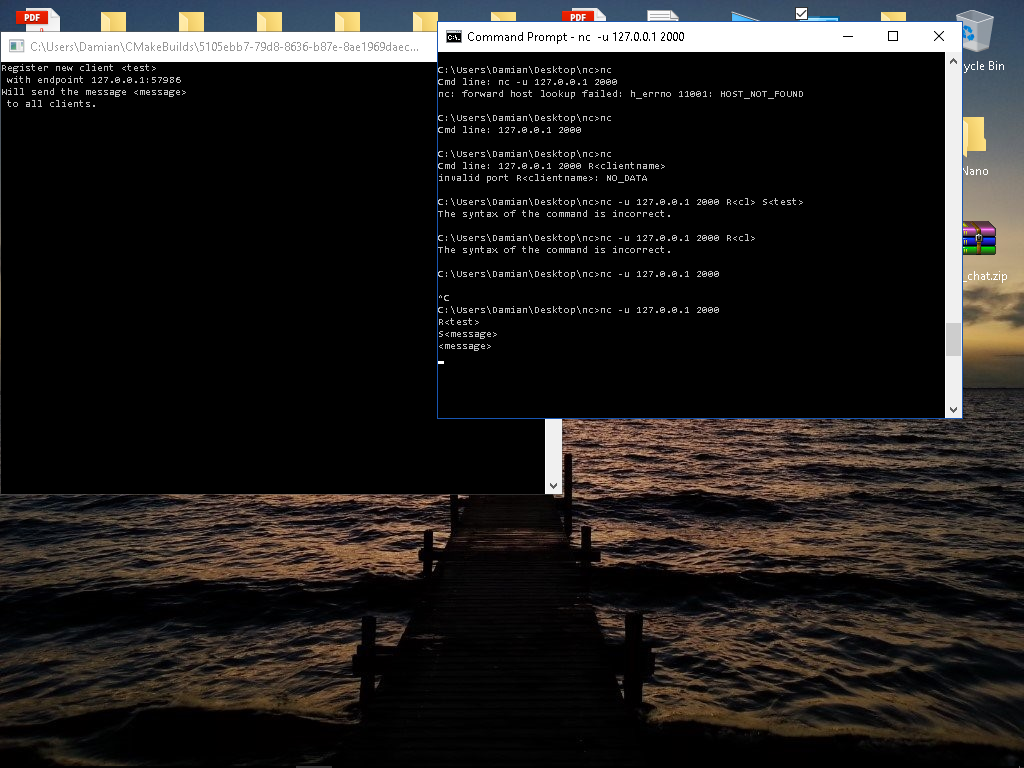 PDF
PDF
C:\Users\Damian\CMakeBuilds\5105ebb7-79d8-8636-b87e-8ae1969daec...
Register new client <test>
with endpoint 127.0.0.1:57986
Will send the message <message>
to all clients.
Command Prompt - nc -u 127.0.0.1 2000
C:\Users\Damian\Desktop\nc>nc
Cmd line: nc -u 127.0.0.1 2000
nc: forward host lookup failed: h_errno 11001: HOST_NOT_FOUND
C:\Users\Damian\Desktop\nc>nc
Cmd line: 127.0.0.1 2000
C:\Users\Damian\Desktop\nc>nc
Cmd line: 127.0.0.1 2000 R<clientname>
invalid port R<clientname>: NO_DATA
C:\Users\Damian\Desktop\nc>nc -u 127.0.0.1 2000 R<cl> S<test>
The syntax of the command is incorrect.
C:\Users\Damian\Desktop\nc>nc -u 127.0.0.1 2000 R<cl>
The syntax of the command is incorrect.
C:\Users\Damian\Desktop\nc>nc -u 127.0.0.1 2000
^C
C:\Users\Damian\Desktop\nc>nc -u 127.0.0.1 2000
R<test>
S<message>
<message>
ycle Bin
Nano
_chat.zip